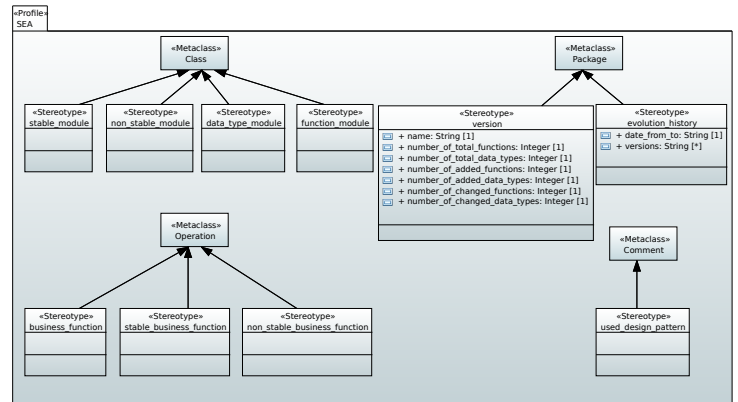 «Profile»
SEA
«Metaclass»
Class
«Metaclass»
Package
«Stereotype»
stable_module
«Stereotype»
non_stable_module
«Stereotype»
data_type_module
«Stereotype»
function_module
«Stereotype»
version
+ name: String [1]
+ number_of_total_functions: Integer [1]
+ number_of_total_data_types: Integer [1]
+ number_of_added_functions: Integer [1]
+ number_of_added_data_types: Integer [1]
+ number_of_changed_functions: Integer [1]
+ number_of_changed_data_types: Integer [1]
«Stereotype»
evolution_history
+ date_from_to: String [1]
+ versions: String [*]
«Metaclass»
Operation
«Metaclass»
Comment
«Stereotype»
business_function
«Stereotype»
stable_business_function
«Stereotype»
non_stable_business_function
«Stereotype»
used_design_pattern